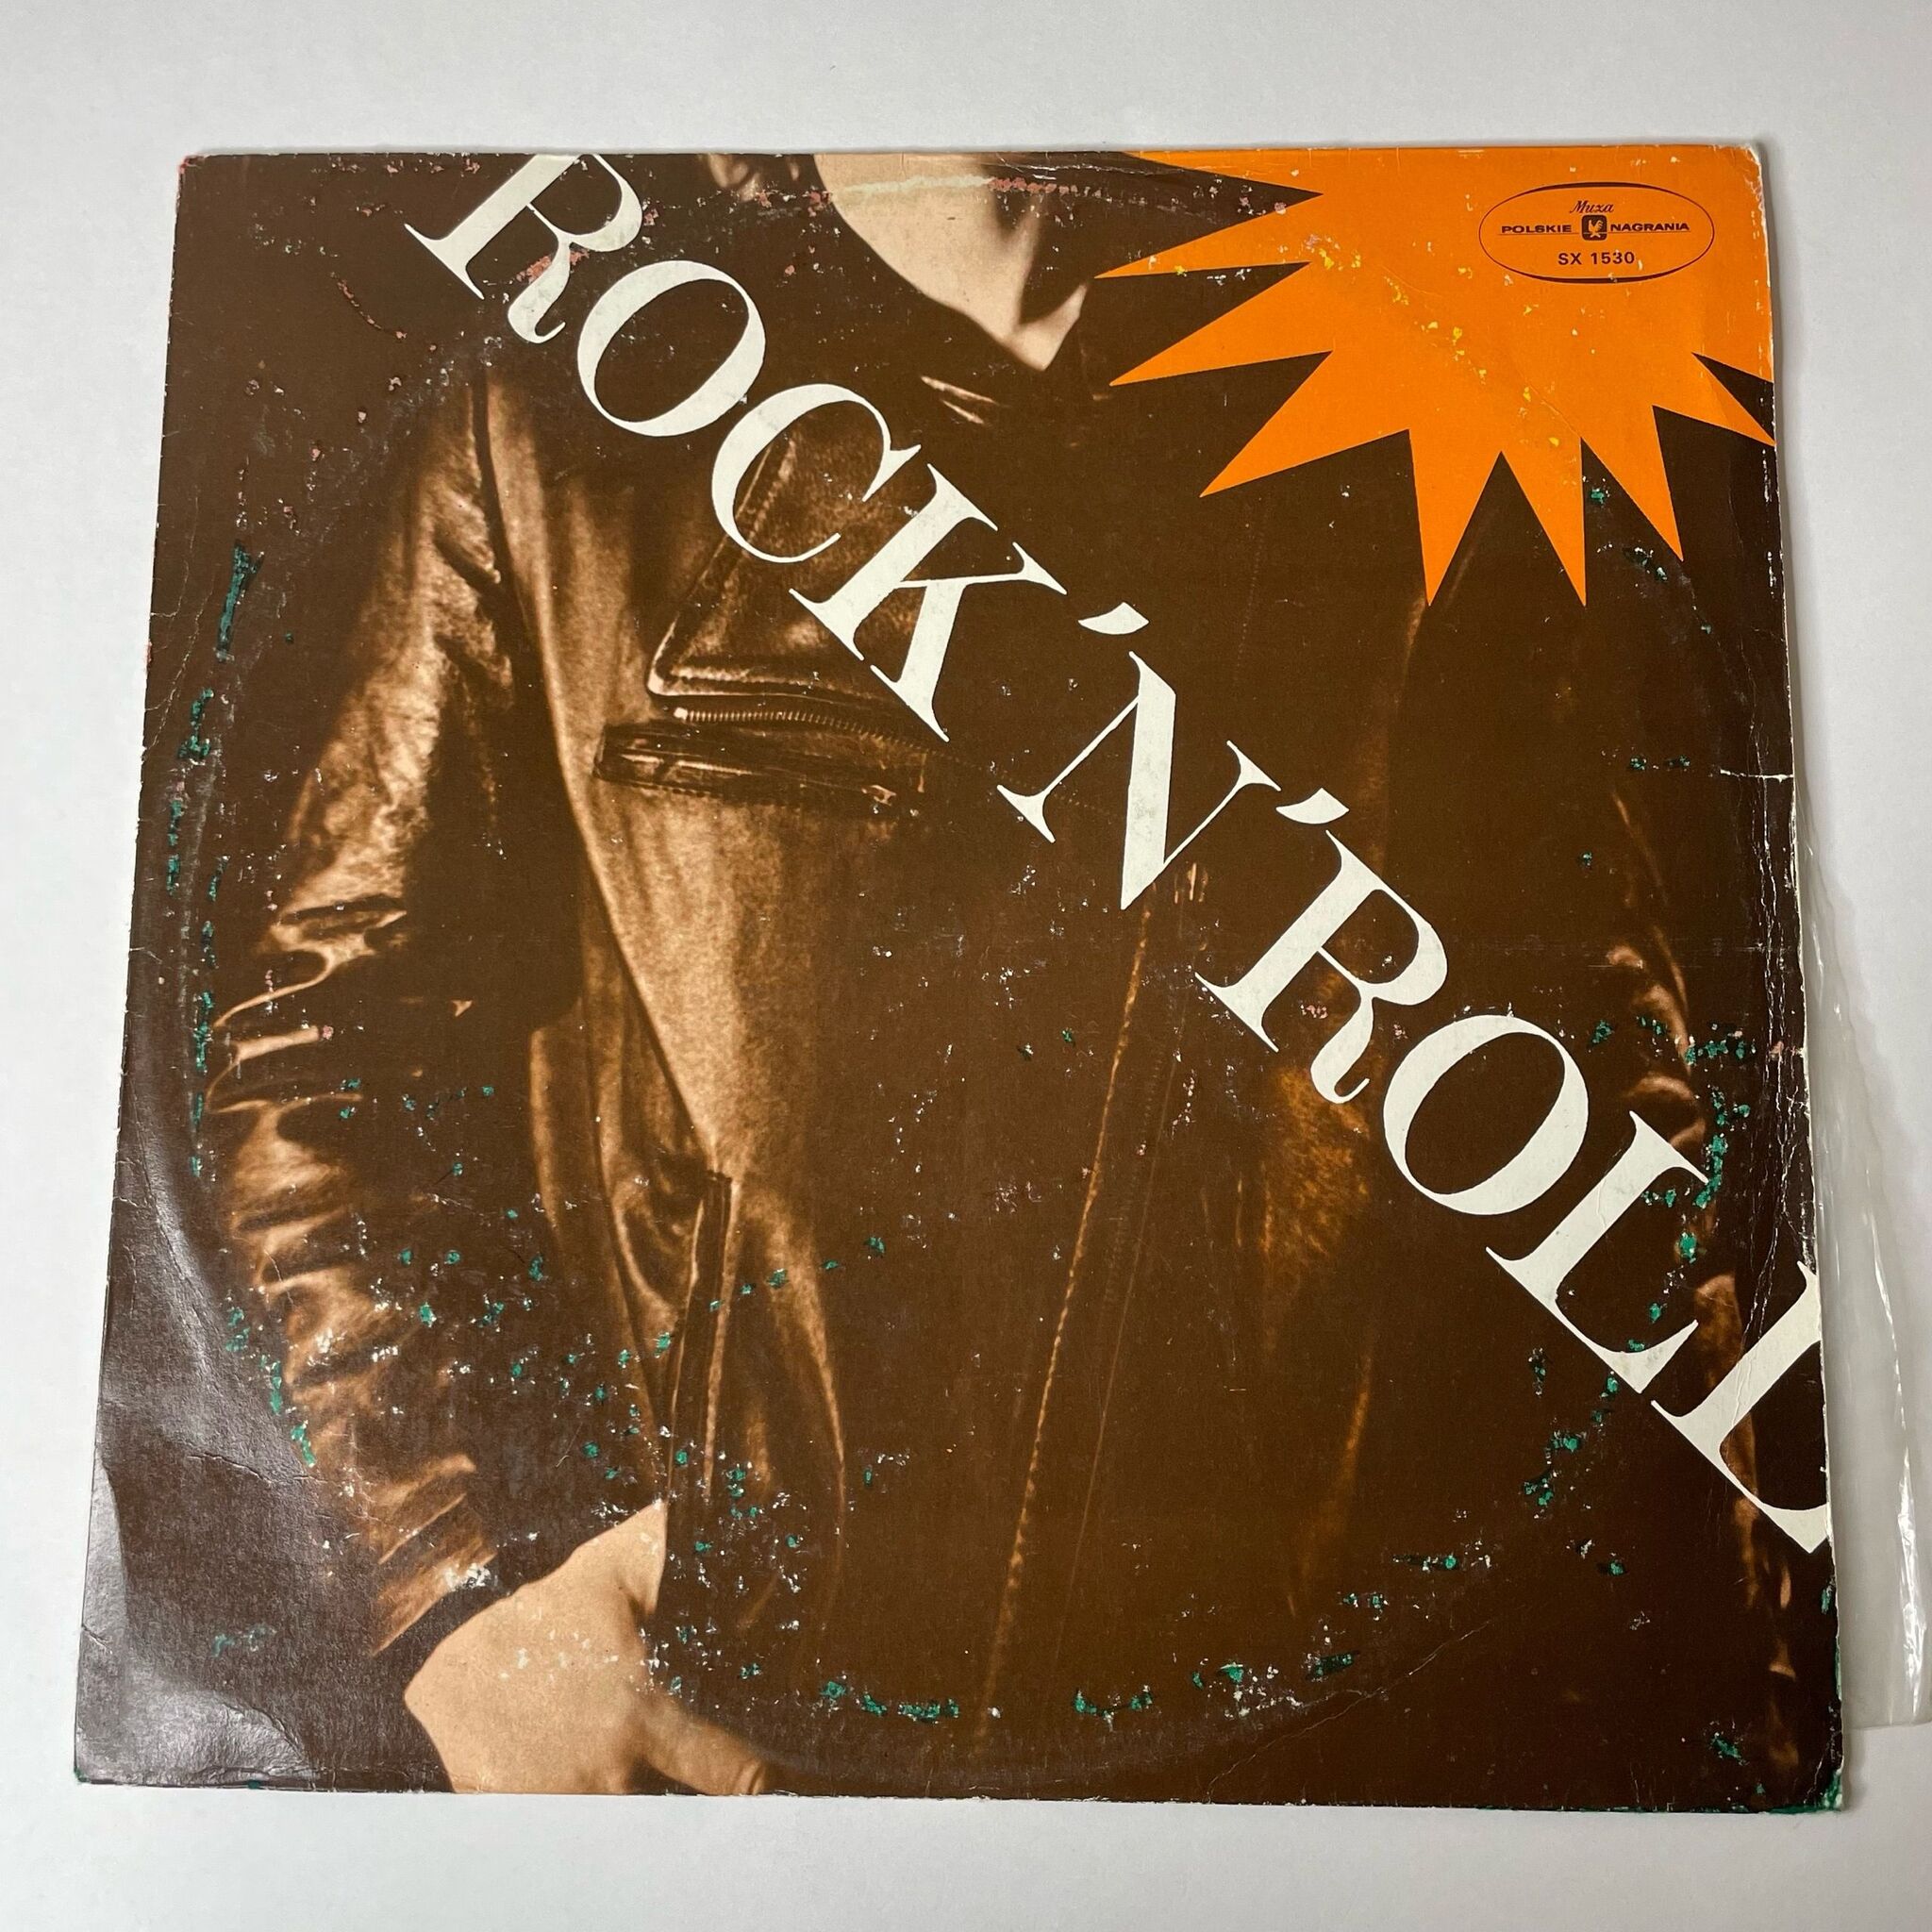 ROCK'N'ROLL
Muza
POLSKIE NAGRANIA
SX 1530